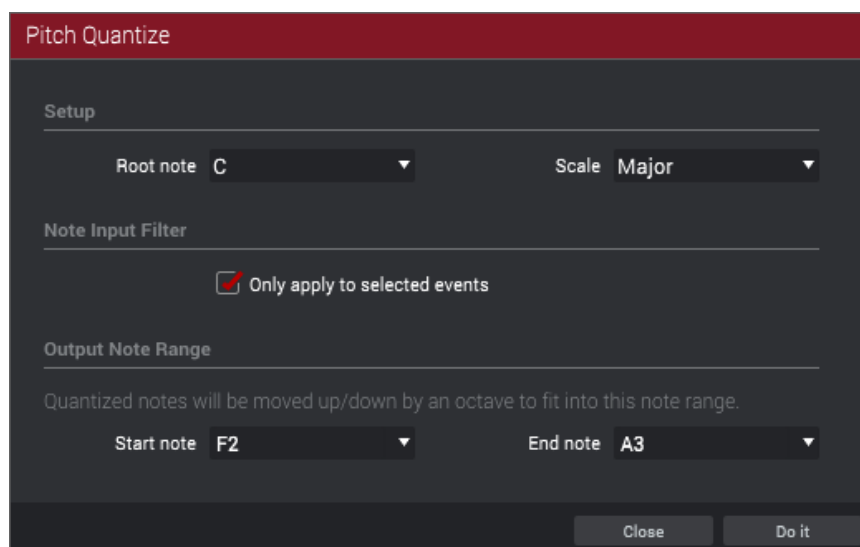 Pitch Quantize
Setup
Root note C Scale Major
Note Input Filter
Only apply to selected events
Output Note Range
Quantized notes will be moved up/down by an octave to fit into this note range.
Start note F2 End note A3
Close Do it